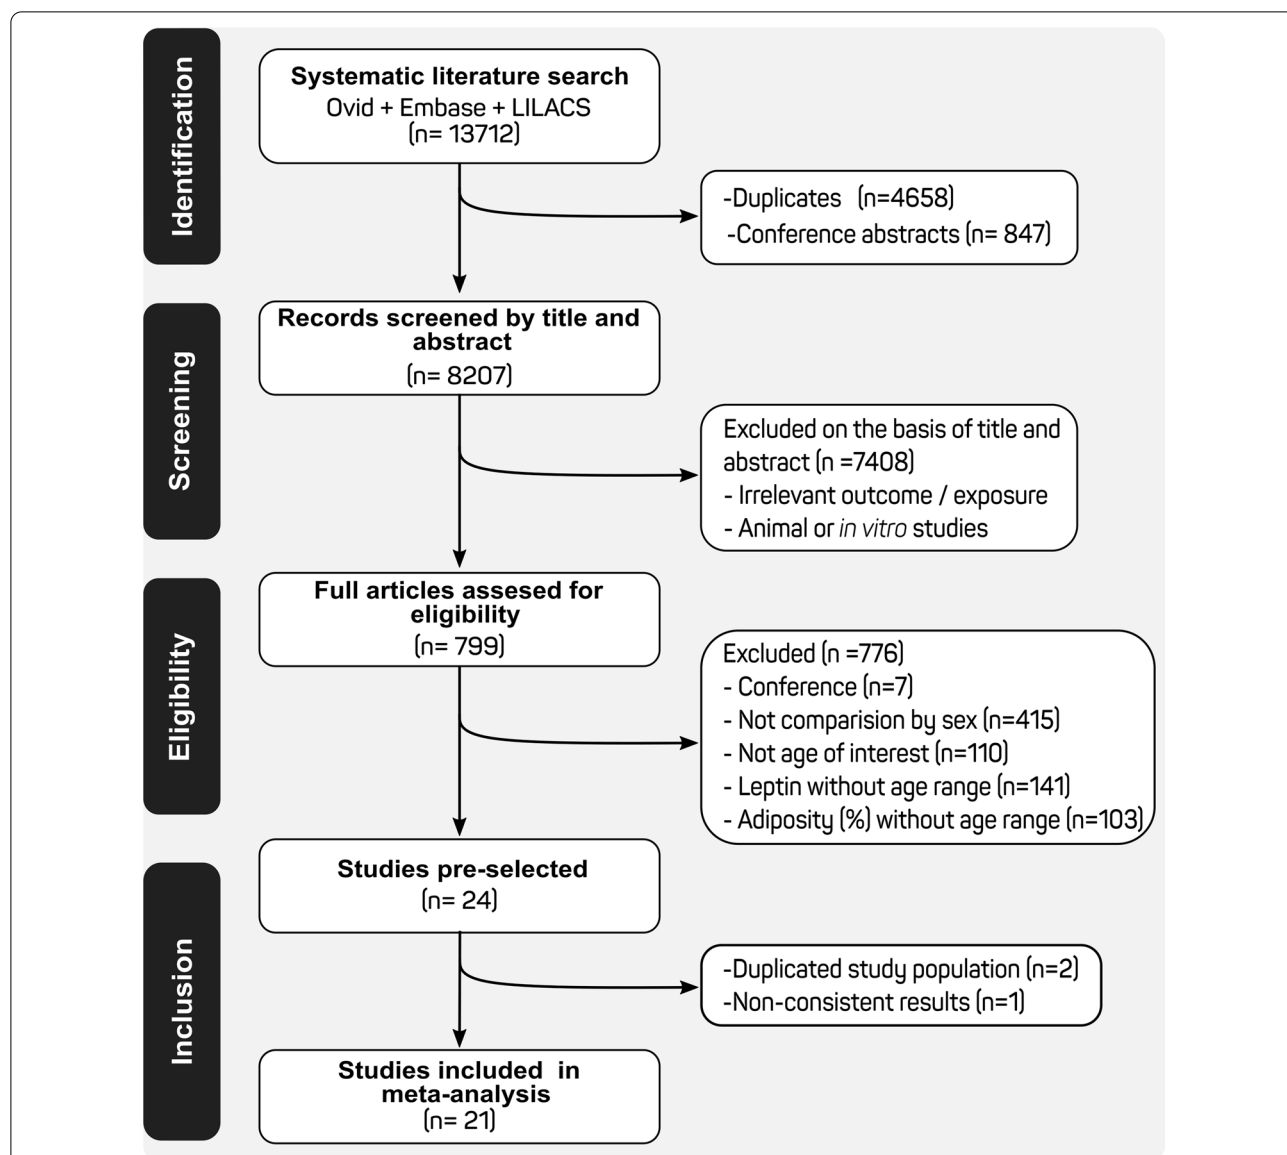 Identification
Systematic literature search
Ovid + Embase + LILACS
(n= 13712)
-Duplicates (n=4658)
-Conference abstracts (n= 847)
Screening
Records screened by title and
abstract
(n= 8207)
Excluded on the basis of title and
abstract (n =7408)
- Irrelevant outcome / exposure
- Animal or in vitro studies
Eligibility
Full articles assesed for
eligibility
(n= 799)
Excluded (n =776)
- Conference (n=7)
- Not comparision by sex (n=415)
- Not age of interest (n=110)
- Leptin without age range (n=141)
- Adiposity (%) without age range (n=103)
Inclusion
Studies pre-selected
(n= 24)
-Duplicated study population (n=2)
-Non-consistent results (n=1)
Studies included in
meta-analysis
(n= 21)